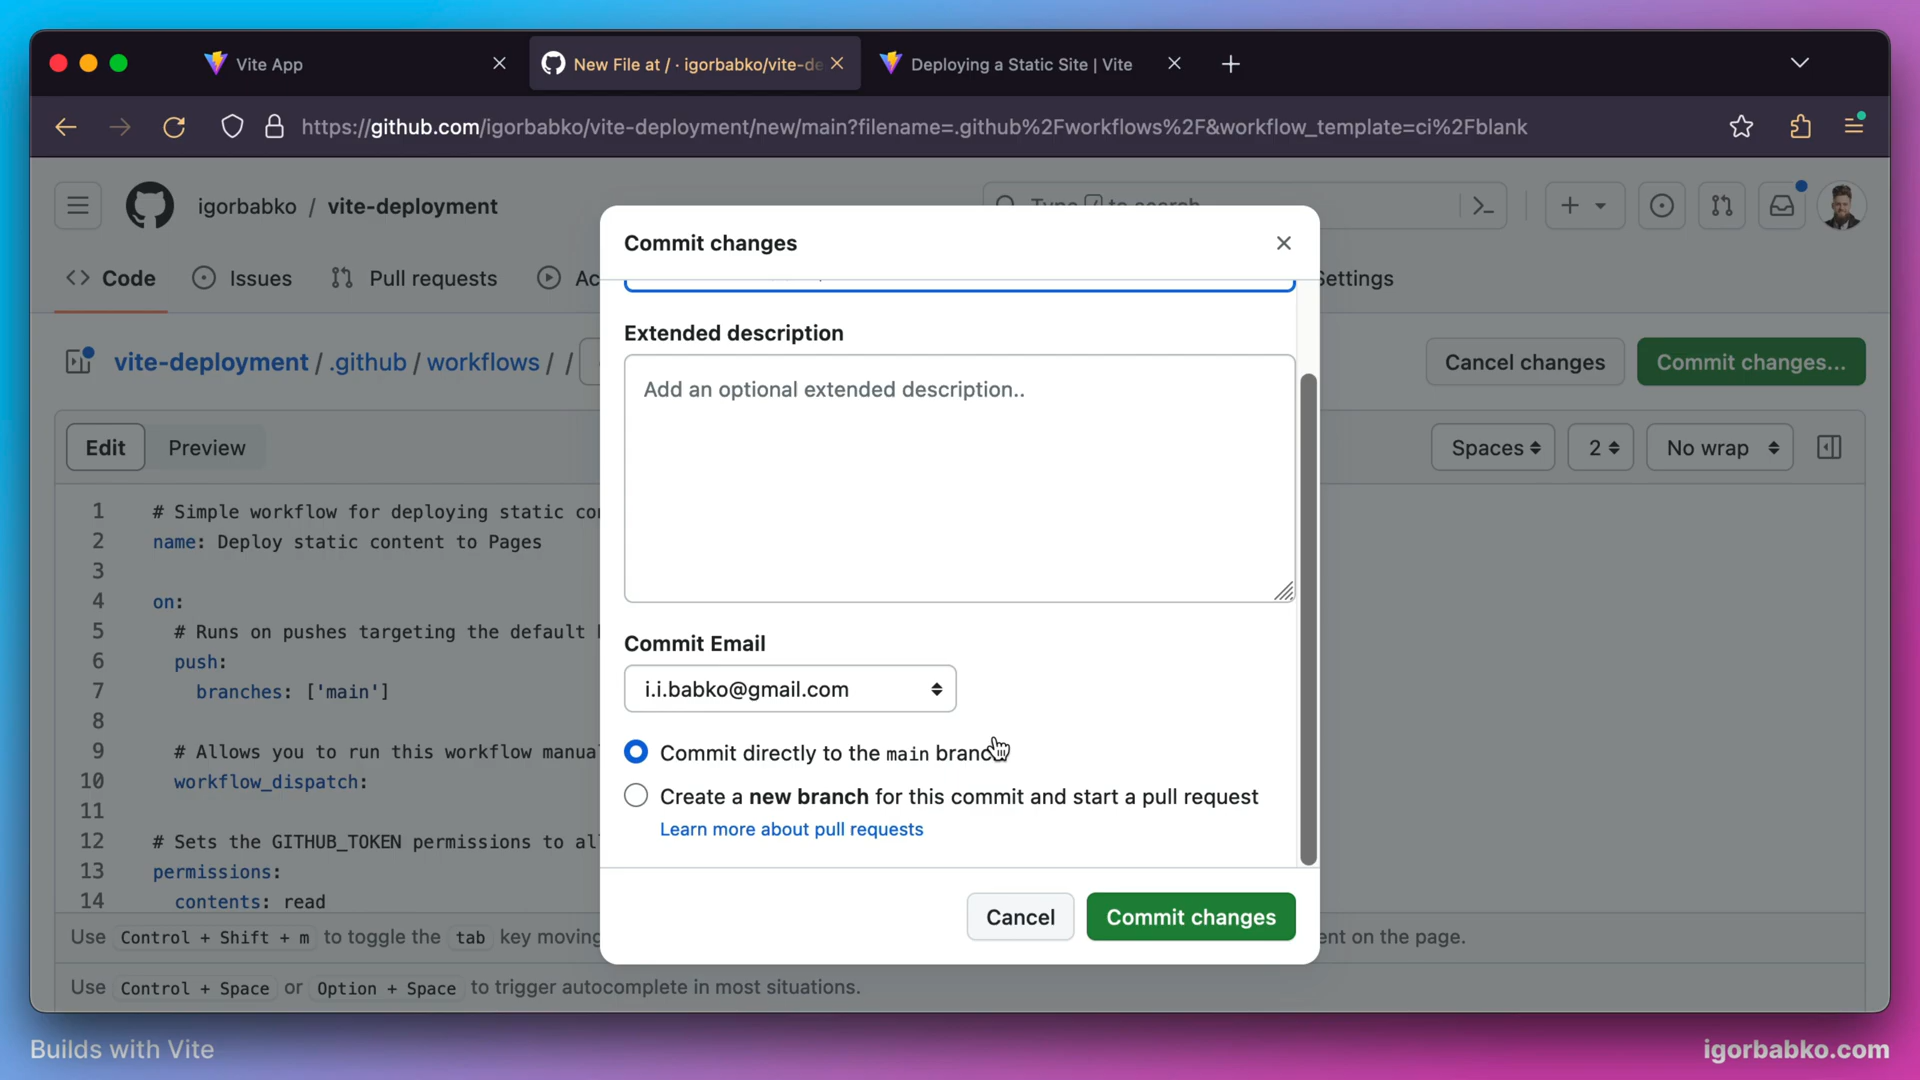 Vite App
New File at / · igorbabko/vite-de
Deploying a Static Site | Vite
https://github.com/igorbabko/vite-deployment/new/main?filename=.github%2Fworkflows%2F&workflow_template=ci%2Fblank
igorbabko / vite-deployment
Type / to search
Code
Issues
Pull requests
Ac
Settings
Commit changes
vite-deployment / .github / workflows / /
Cancel changes
Commit changes...
Edit
Preview
Spaces
2
No wrap
Extended description
Add an optional extended description..
1 # Simple workflow for deploying static co
2 name: Deploy static content to Pages
3
4 on:
5 # Runs on pushes targeting the default
6 push:
7 branches: ['main']
8
9 # Allows you to run this workflow manua
10 workflow_dispatch:
11
12 # Sets the GITHUB_TOKEN permissions to al
13 permissions:
14 contents: read
Commit Email
i.i.babko@gmail.com
Commit directly to the main branch
Create a new branch for this commit and start a pull request
Learn more about pull requests
Cancel
Commit changes
Use Control + Shift + m to toggle the tab key moving
ent on the page.
Use Control + Space or Option + Space to trigger autocomplete in most situations.
Builds with Vite
igorbabko.com